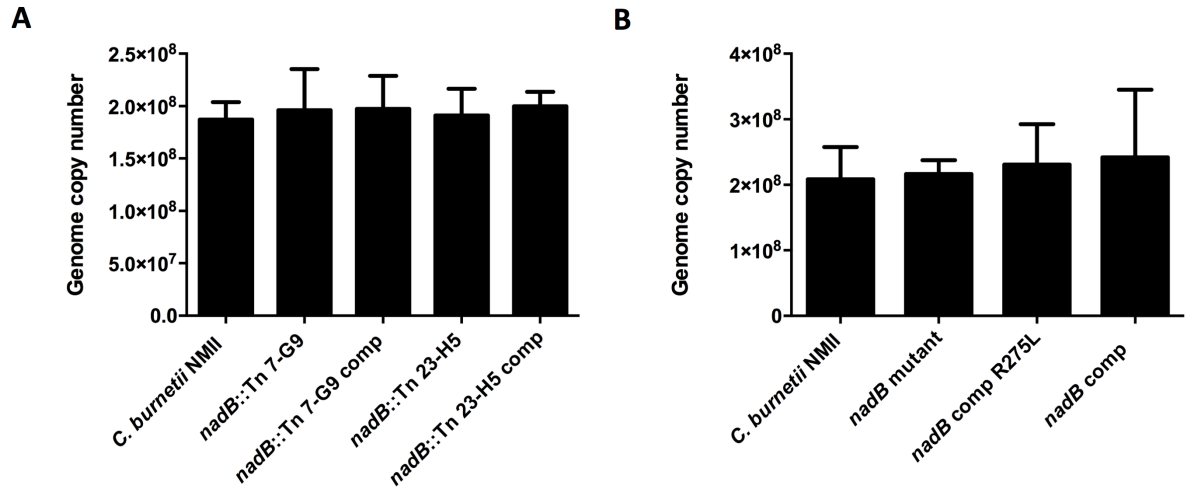 A
Genome copy number
2.5×10⁸
2.0×10⁸
1.5×10⁸
1.0×10⁸
5.0×10⁷
0.0
C. burnetii NMII
nadB::Tn 7-G9
nadB::Tn 7-G9 comp
nadB::Tn 23-H5
nadB::Tn 23-H5 comp
B
Genome copy number
4×10⁸
3×10⁸
2×10⁸
1×10⁸
0
C. burnetii NMII
nadB mutant
nadB comp R275L
nadB comp